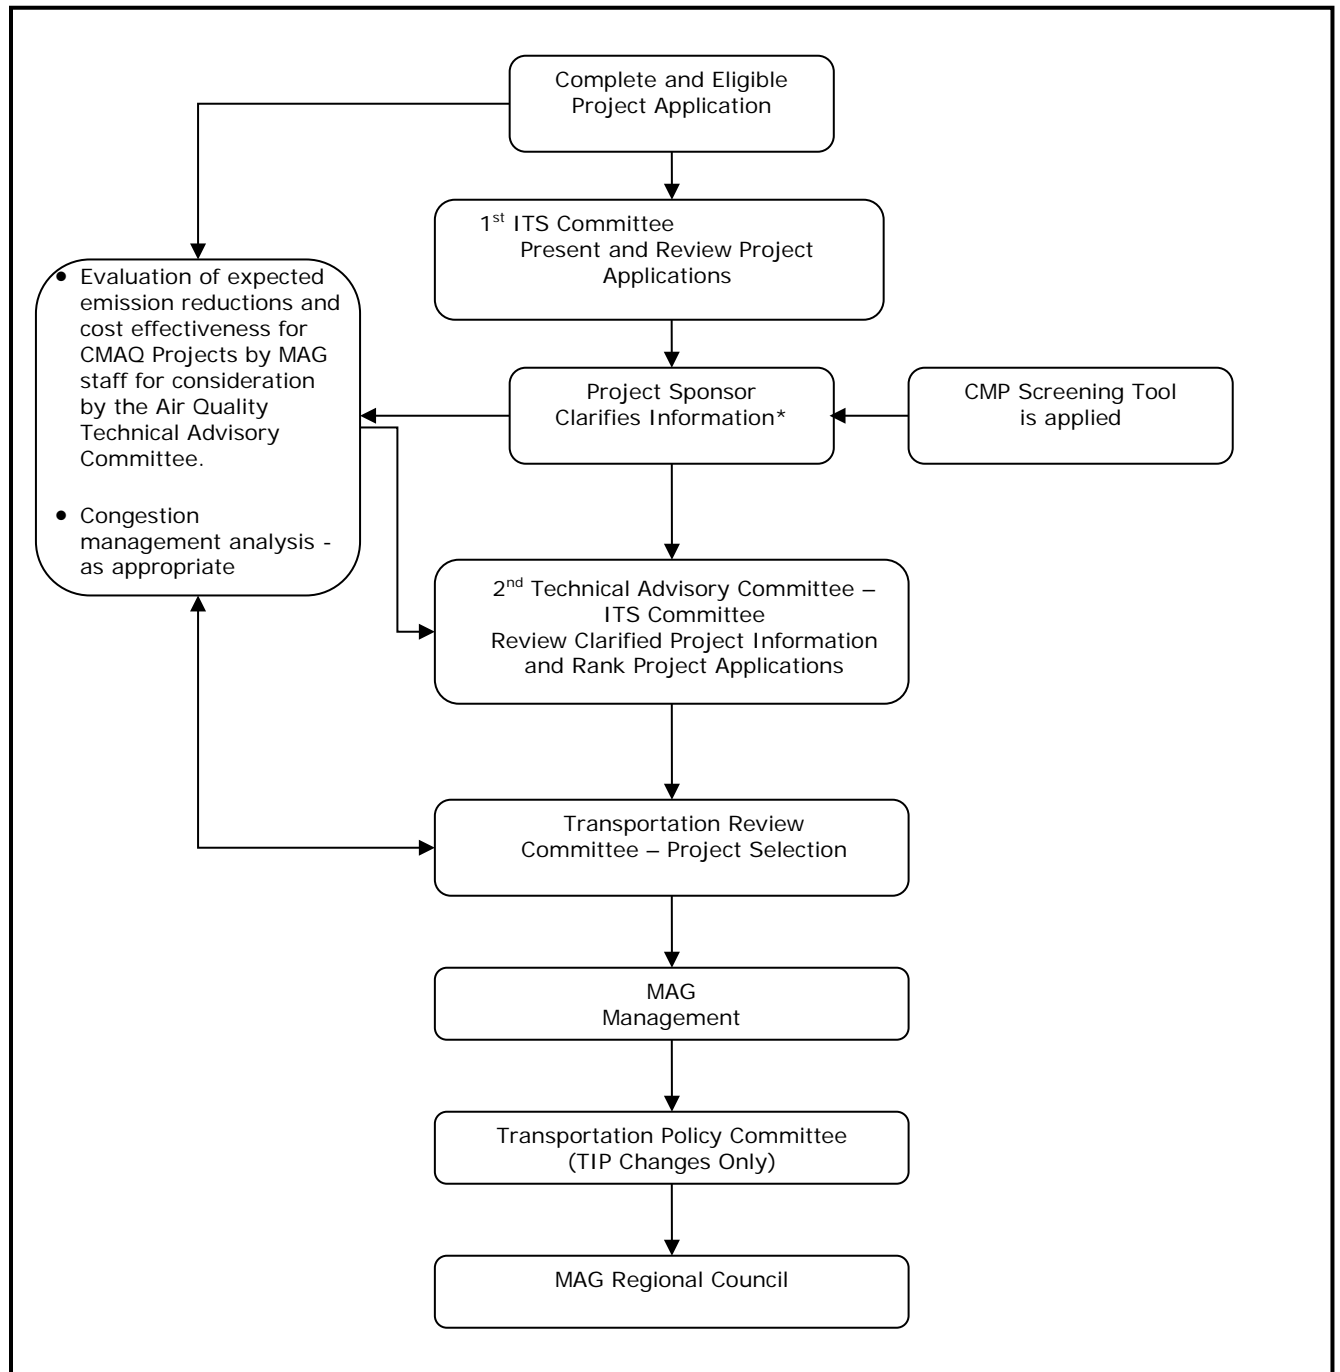 Complete and Eligible
Project Application
1st ITS Committee
Present and Review Project
Applications
• Evaluation of expected
emission reductions and
cost effectiveness for
CMAQ Projects by MAG
staff for consideration
by the Air Quality
Technical Advisory
Committee.
• Congestion
management analysis -
as appropriate
Project Sponsor
Clarifies Information*
CMP Screening Tool
is applied
2nd Technical Advisory Committee –
ITS Committee
Review Clarified Project Information
and Rank Project Applications
Transportation Review
Committee – Project Selection
MAG
Management
Transportation Policy Committee
(TIP Changes Only)
MAG Regional Council